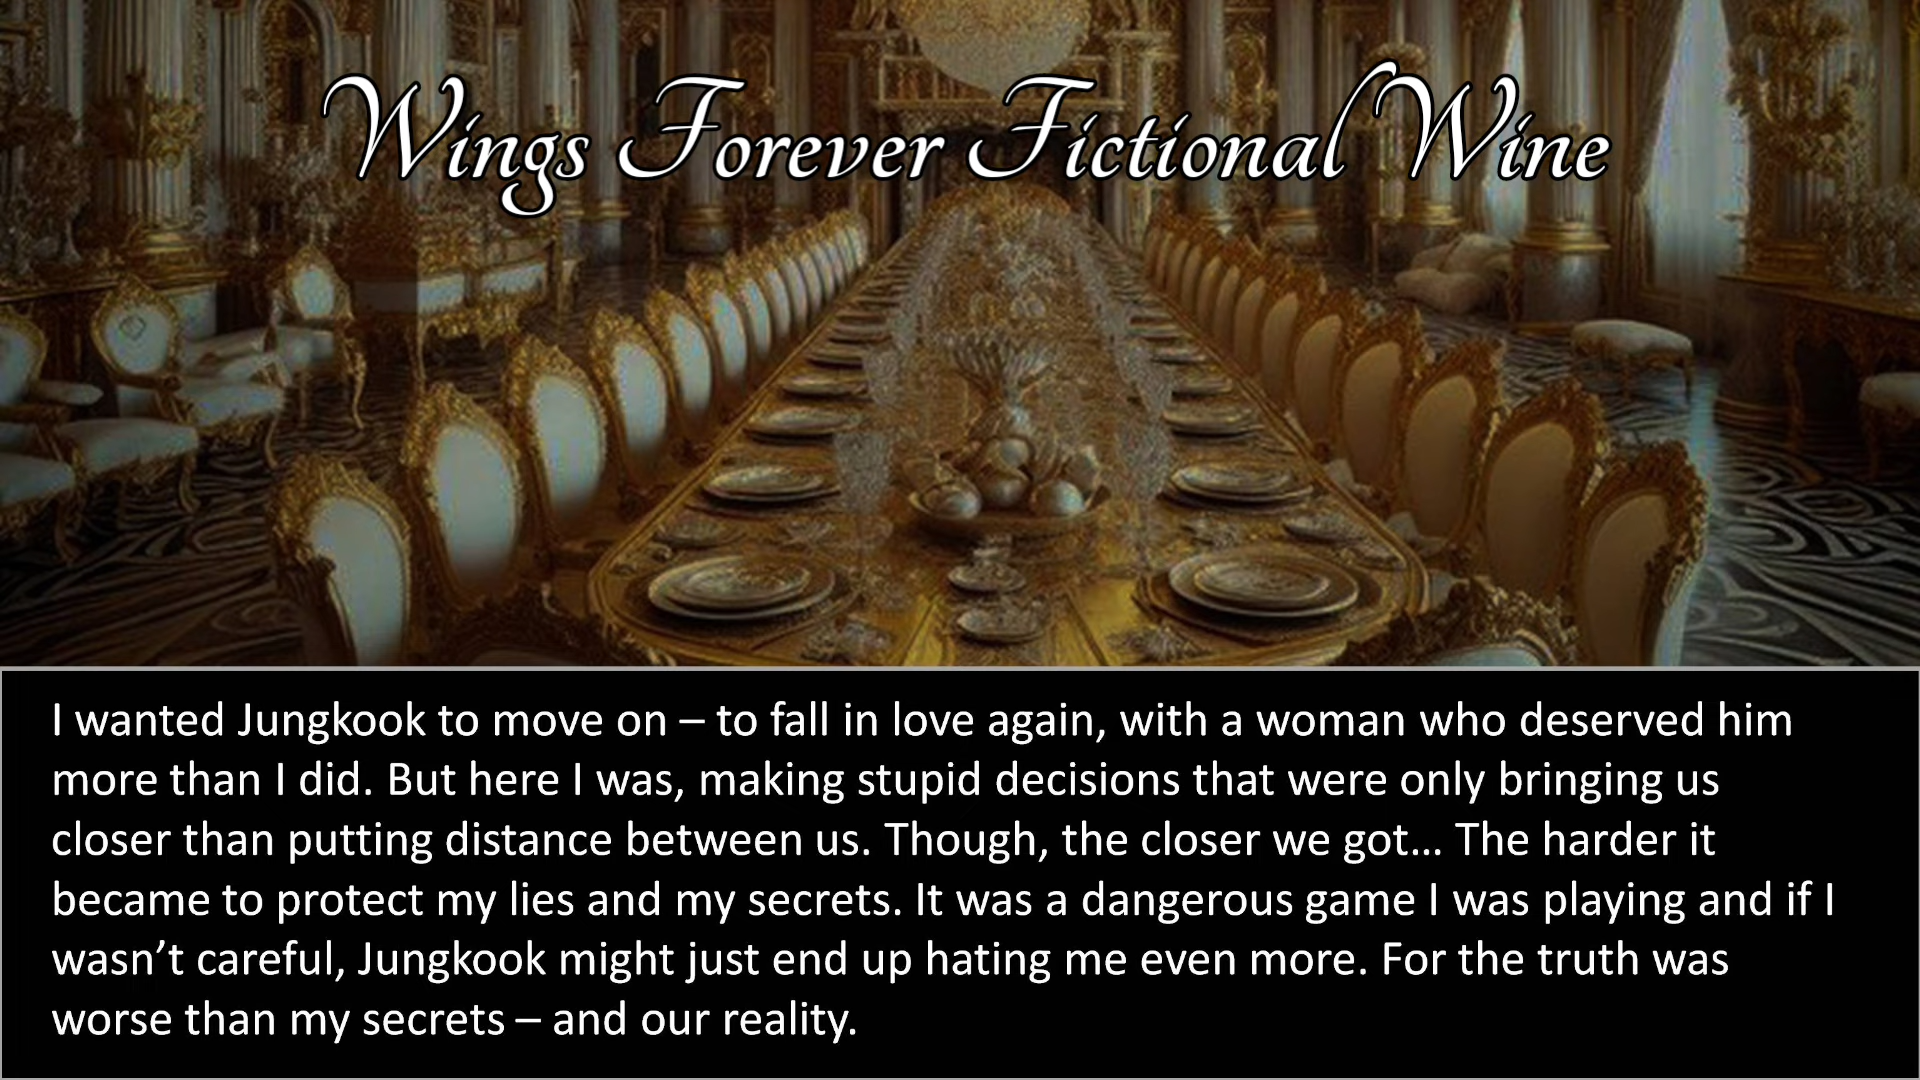 Wings Forever Fictional Wine
I wanted Jungkook to move on – to fall in love again, with a woman who deserved him
more than I did. But here I was, making stupid decisions that were only bringing us
closer than putting distance between us. Though, the closer we got... The harder it
became to protect my lies and my secrets. It was a dangerous game I was playing and if I
wasn’t careful, Jungkook might just end up hating me even more. For the truth was
worse than my secrets – and our reality.